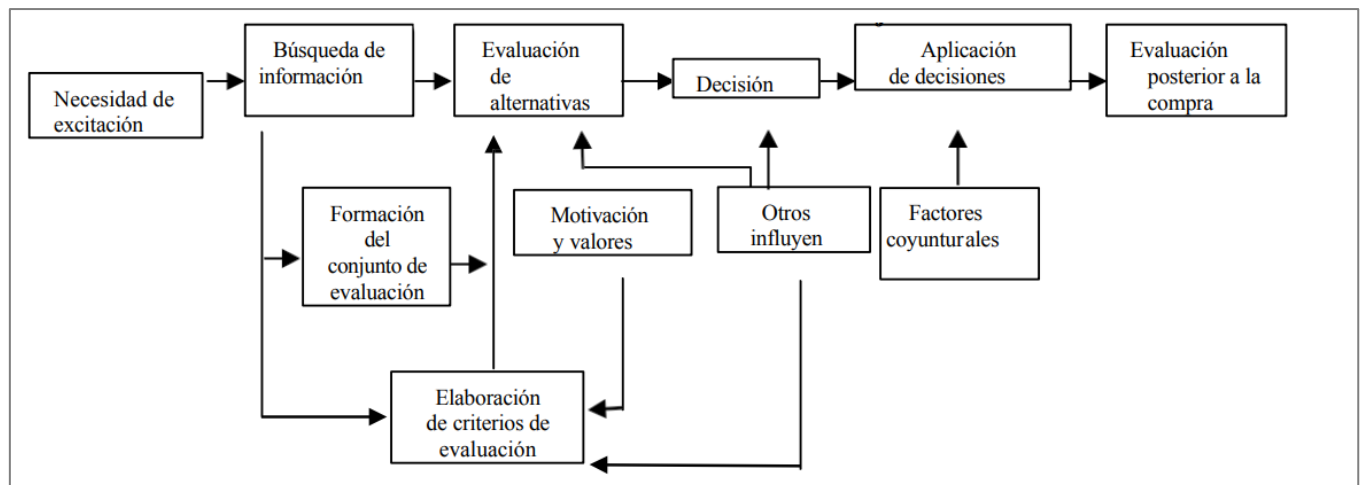 Necesidad de
excitación
Búsqueda de
información
Evaluación
de
alternativas
Decisión
Aplicación
de decisiones
Evaluación
posterior a la
compra
Formación
del
conjunto de
evaluación
Motivación
y valores
Otros
influyen
Factores
coyunturales
Elaboración
de criterios de
evaluación